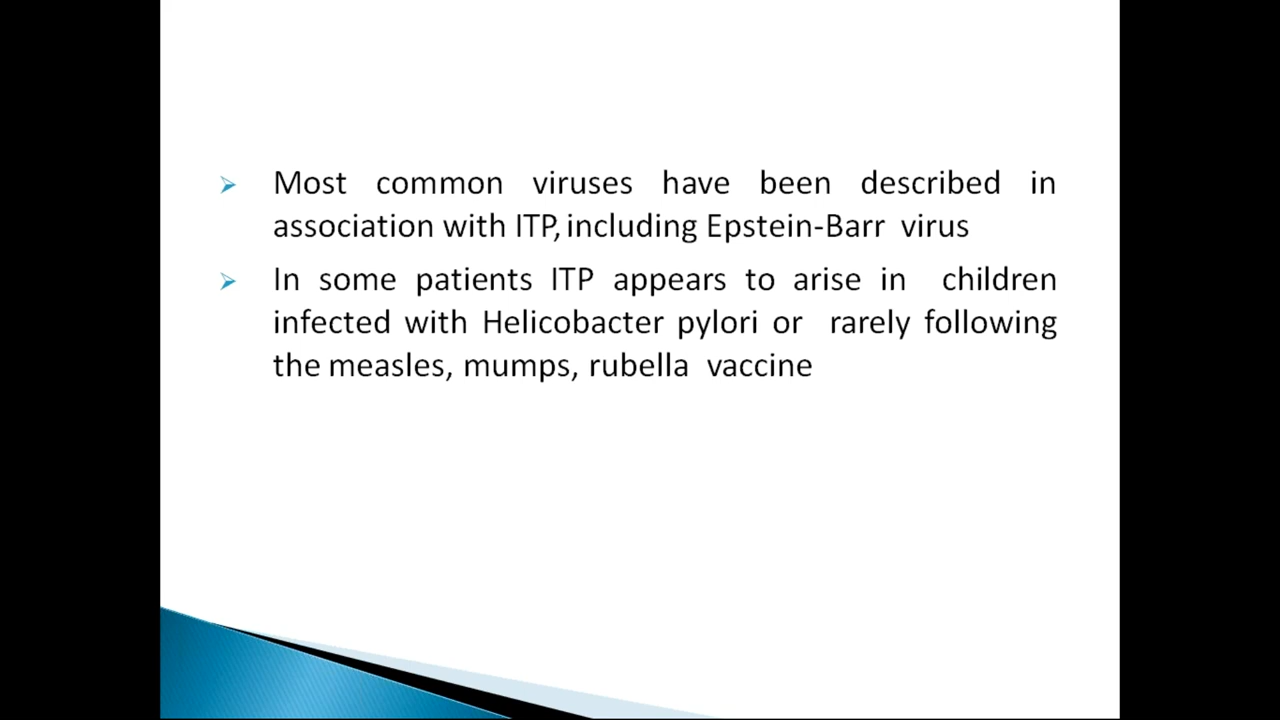 Most common viruses have been described in
association with ITP, including Epstein-Barr virus
In some patients ITP appears to arise in children
infected with Helicobacter pylori or rarely following
the measles, mumps, rubella vaccine